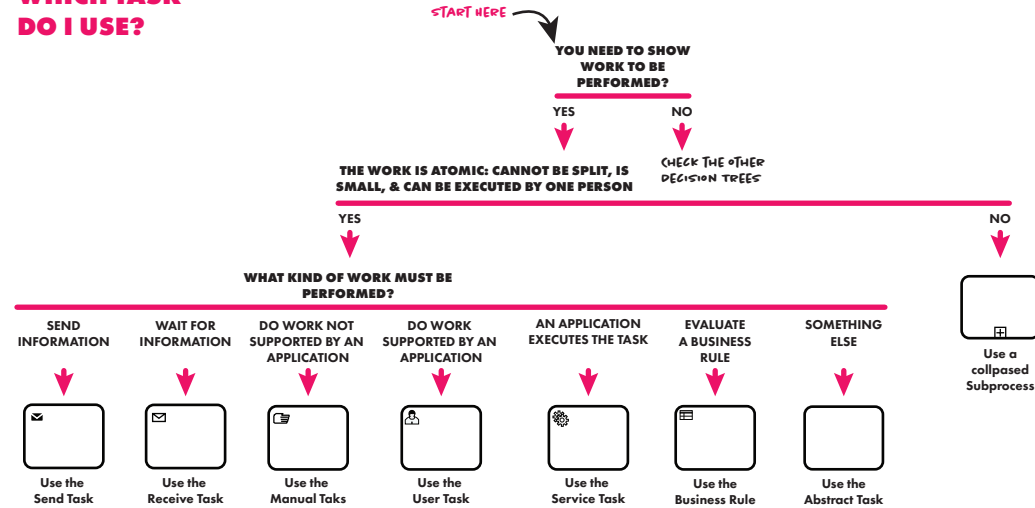 WHICH TASK
DO I USE?
START HERE
YOU NEED TO SHOW
WORK TO BE
PERFORMED?
YES
NO
CHECK THE OTHER
DECISION TREES
THE WORK IS ATOMIC: CANNOT BE SPLIT, IS
SMALL, & CAN BE EXECUTED BY ONE PERSON
YES
NO
WHAT KIND OF WORK MUST BE
PERFORMED?
SEND
INFORMATION
WAIT FOR
INFORMATION
DO WORK NOT
SUPPORTED BY AN
APPLICATION
DO WORK
SUPPORTED BY AN
APPLICATION
AN APPLICATION
EXECUTES THE TASK
EVALUATE
A BUSINESS
RULE
SOMETHING
ELSE
Use a
collpased
Subprocess
Use the
Send Task
Use the
Receive Task
Use the
Manual Taks
Use the
User Task
Use the
Service Task
Use the
Business Rule
Use the
Abstract Task